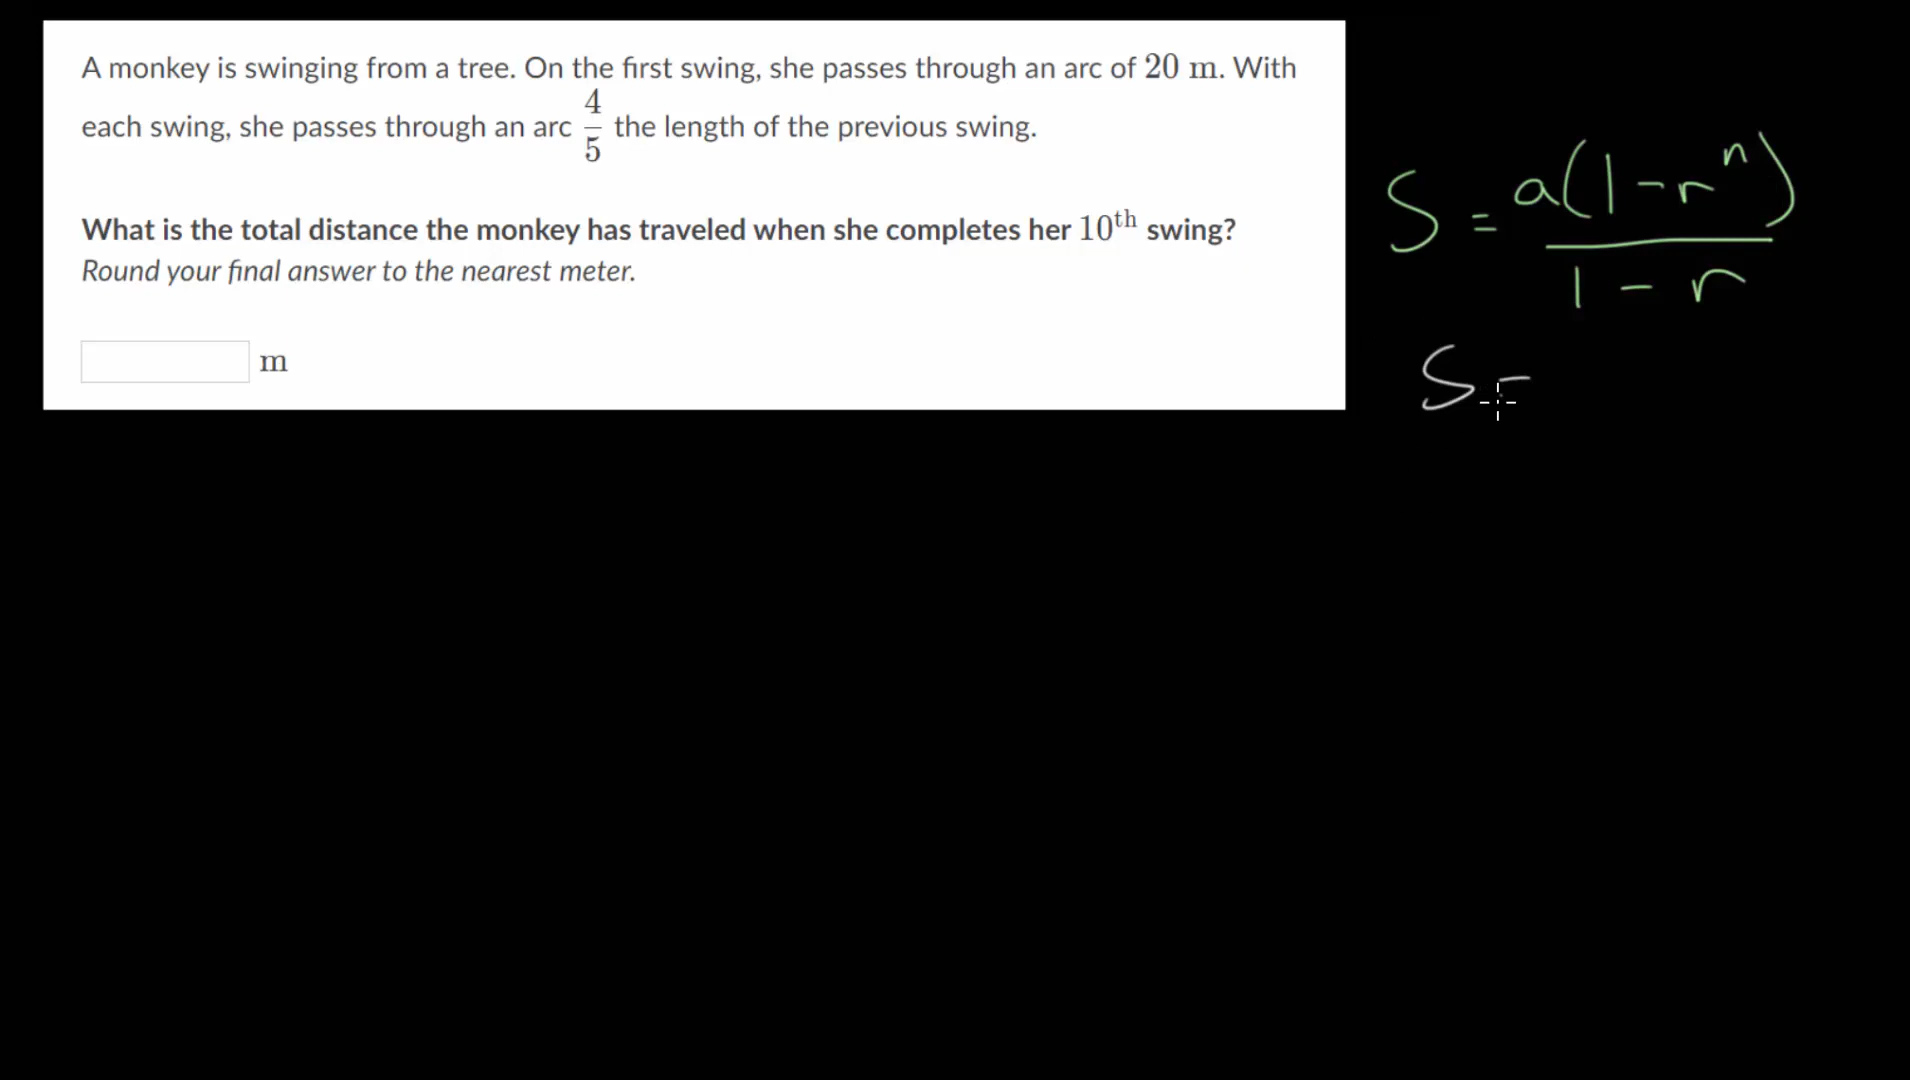 A monkey is swinging from a tree. On the first swing, she passes through an arc of 20 m. With
each swing, she passes through an arc 4/5 the length of the previous swing.
What is the total distance the monkey has traveled when she completes her 10th swing?
Round your final answer to the nearest meter.
m
S = a(1-r^n)
1 - r
S =